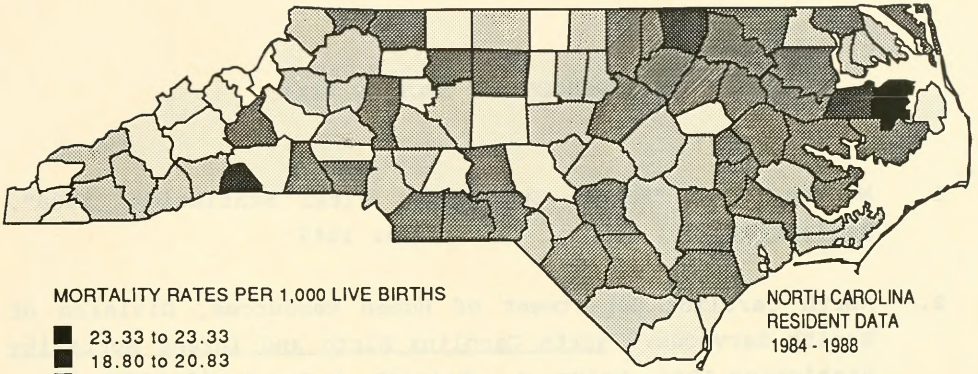 MORTALITY RATES PER 1,000 LIVE BIRTHS
23.33 to 23.33
18.80 to 20.83
NORTH CAROLINA
RESIDENT DATA
1984 - 1988